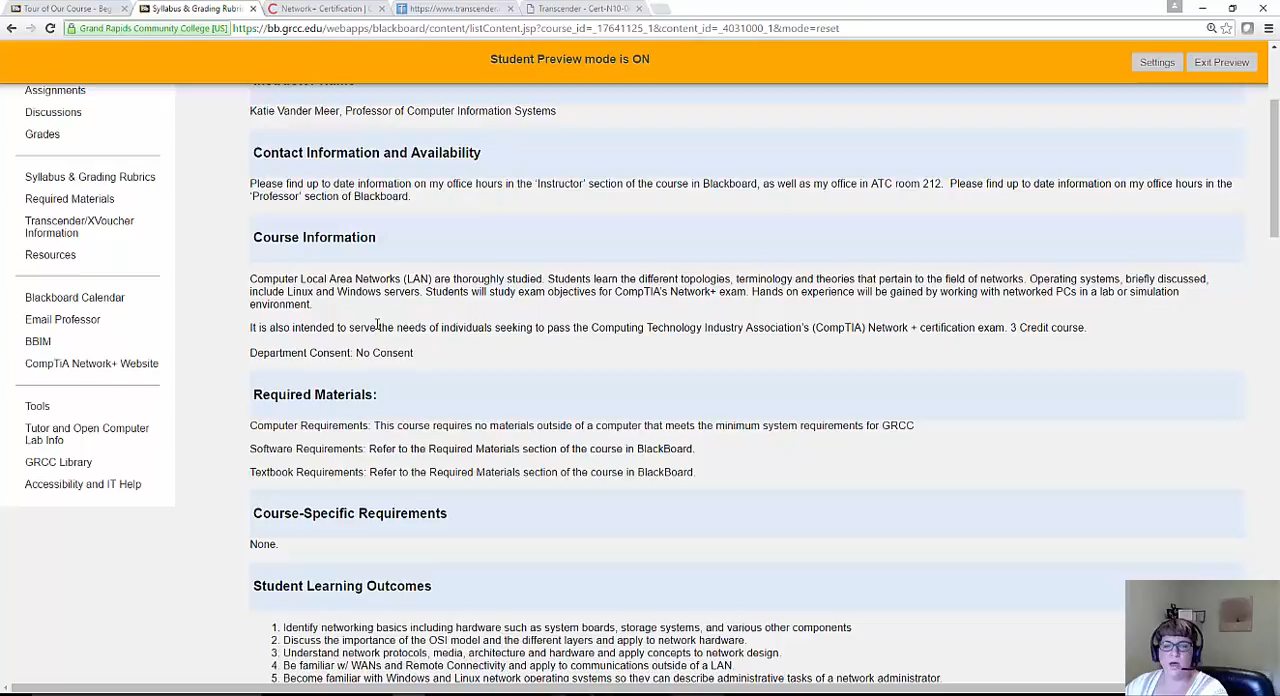 Tour of Our Course - Beg
Syllabus & Grading Rubri
Network+ Certification |
https://www.transcender.
Transcender - Cert-N10-0
Grand Rapids Community College [US]
https://bb.grcc.edu/webapps/blackboard/content/listContent.jsp?course_id=_17641125_1&content_id=_4031000_1&mode=reset
Student Preview mode is ON
Settings
Exit Preview
Assignments
Discussions
Grades
Syllabus & Grading Rubrics
Required Materials
Transcender/XVoucher
Information
Resources
Blackboard Calendar
Email Professor
BBIM
CompTiA Network+ Website
Tools
Tutor and Open Computer
Lab Info
GRCC Library
Accessibility and IT Help
Katie Vander Meer, Professor of Computer Information Systems
Contact Information and Availability
Please find up to date information on my office hours in the 'Instructor' section of the course in Blackboard, as well as my office in ATC room 212.  Please find up to date information on my office hours in the
'Professor' section of Blackboard.
Course Information
Computer Local Area Networks (LAN) are thoroughly studied. Students learn the different topologies, terminology and theories that pertain to the field of networks. Operating systems, briefly discussed,
include Linux and Windows servers. Students will study exam objectives for CompTIA's Network+ exam. Hands on experience will be gained by working with networked PCs in a lab or simulation
environment.
It is also intended to serve the needs of individuals seeking to pass the Computing Technology Industry Association's (CompTIA) Network + certification exam. 3 Credit course.
Department Consent: No Consent
Required Materials:
Computer Requirements: This course requires no materials outside of a computer that meets the minimum system requirements for GRCC
Software Requirements: Refer to the Required Materials section of the course in BlackBoard.
Textbook Requirements: Refer to the Required Materials section of the course in BlackBoard.
Course-Specific Requirements
None.
Student Learning Outcomes
1. Identify networking basics including hardware such as system boards, storage systems, and various other components
2. Discuss the importance of the OSI model and the different layers and apply to network hardware.
3. Understand network protocols, media, architecture and hardware and apply concepts to network design.
4. Be familiar w/ WANs and Remote Connectivity and apply to communications outside of a LAN.
5. Become familiar with Windows and Linux network operating systems so they can describe administrative tasks of a network administrator.